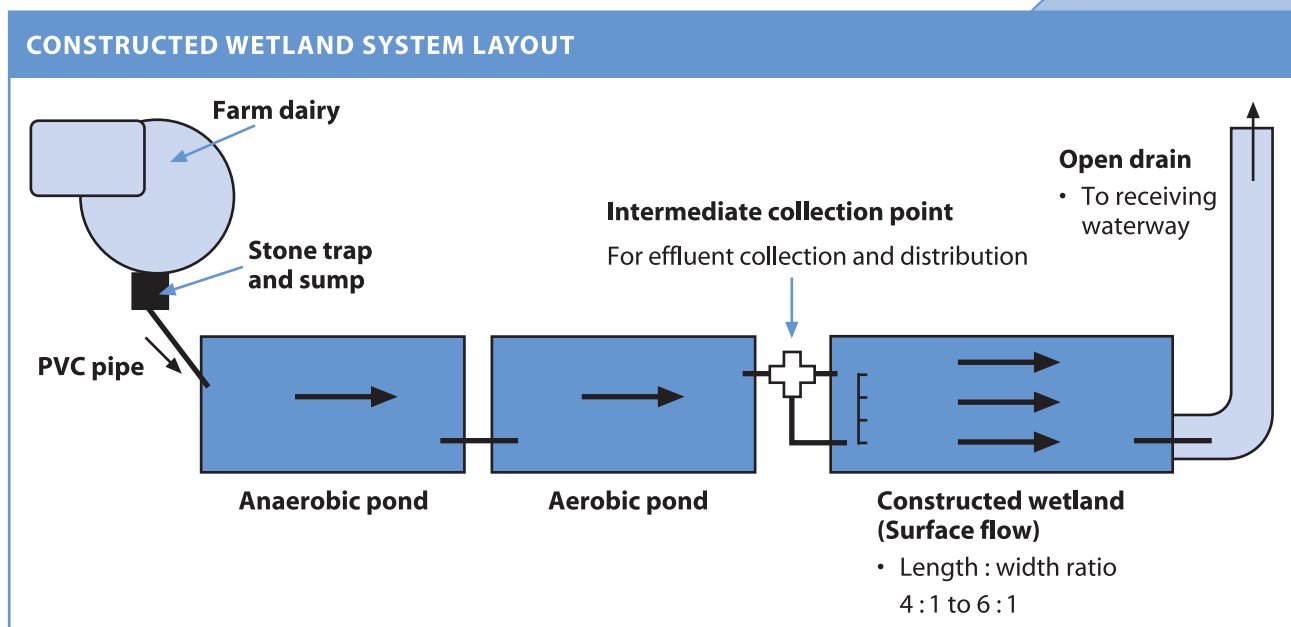 CONSTRUCTED WETLAND SYSTEM LAYOUT
Farm dairy
Stone trap
and sump
PVC pipe
Anaerobic pond
Aerobic pond
Intermediate collection point
For effluent collection and distribution
Open drain
• To receiving
waterway
Constructed wetland
(Surface flow)
• Length : width ratio
4 : 1 to 6 : 1